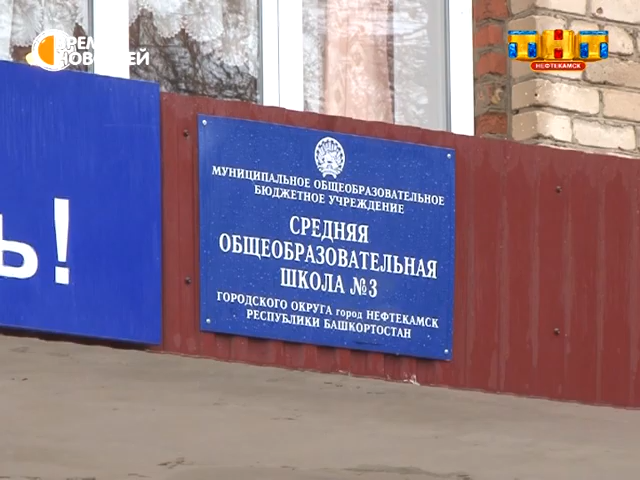 ВРЕМЯ
НОВОСТЕЙ
ТНТ
НЕФТЕКАМСК
Ь!
МУНИЦИПАЛЬНОЕ ОБЩЕОБРАЗОВАТЕЛЬНОЕ
БЮДЖЕТНОЕ УЧРЕЖДЕНИЕ
СРЕДНЯЯ
ОБЩЕОБРАЗОВАТЕЛЬНАЯ
ШКОЛА №3
ГОРОДСКОГО ОКРУГА город НЕФТЕКАМСК
РЕСПУБЛИКИ БАШКОРТОСТАН